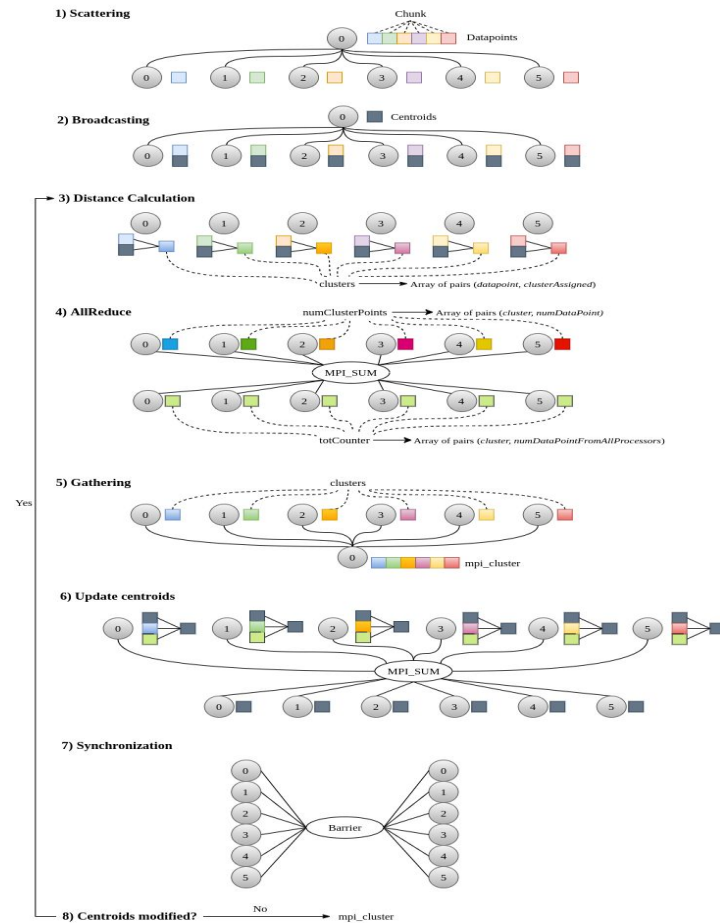 1) Scattering
Chunk
0
Datapoints
0 1 2 3 4 5
2) Broadcasting
0
Centroids
0 1 2 3 4 5
3) Distance Calculation
0 1 2 3 4 5
clusters
Array of pairs (datapoint, clusterAssigned)
4) AllReduce
numClusterPoints
Array of pairs (cluster, numDataPoint)
0 1 2 3 4 5
MPI_SUM
0 1 2 3 4 5
totCounter
Array of pairs (cluster, numDataPointFromAllProcessors)
5) Gathering
clusters
Yes
0 1 2 3 4 5
0
mpi_cluster
6) Update centroids
0 1 2 3 4 5
MPI_SUM
0 1 2 3 4 5
7) Synchronization
0 0
1 1
2 2
3 3
Barrier
4 4
5 5
8) Centroids modified?
No
mpi_cluster